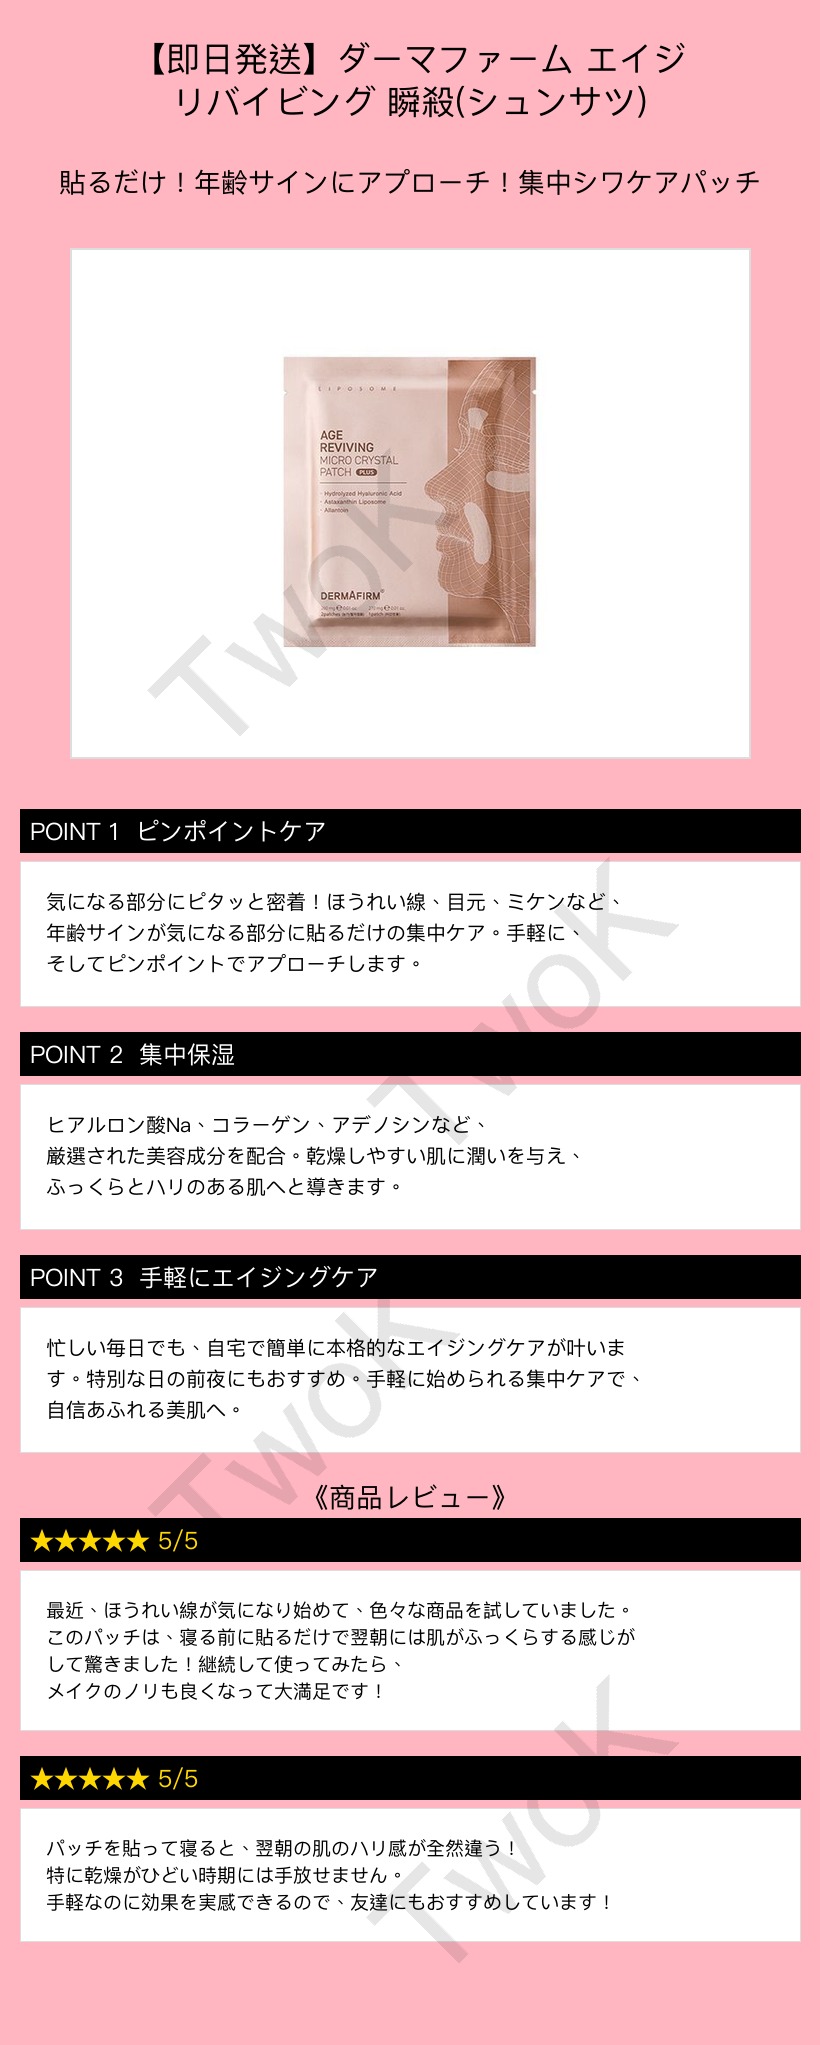 【即日発送】ダーマファーム エイジ
リバイビング 瞬殺(シュンサツ)
貼るだけ！年齢サインにアプローチ！集中シワケアパッチ
LIPOSOME
AGE
REVIVING
MICRO CRYSTAL
PATCH PLUS
· Hydrolyzed Hyaluronic Acid
· Astaxanthin Liposome
· Allantoin
DERMAFIRM
2patches
1patch
TwoK
POINT 1 ピンポイントケア
気になる部分にピタッと密着！ほうれい線、目元、ミケンなど、
年齢サインが気になる部分に貼るだけの集中ケア。手軽に、
そしてピンポイントでアプローチします。
TwoK
POINT 2 集中保湿
ヒアルロン酸Na、コラーゲン、アデノシンなど、
厳選された美容成分を配合。乾燥しやすい肌に潤いを与え、
ふっくらとハリのある肌へと導きます。
POINT 3 手軽にエイジングケア
忙しい毎日でも、自宅で簡単に本格的なエイジングケアが叶いま
す。特別な日の前夜にもおすすめ。手軽に始められる集中ケアで、
自信あふれる美肌へ。
TwoK
《商品レビュー》
★★★★★ 5/5
最近、ほうれい線が気になり始めて、色々な商品を試していました。
このパッチは、寝る前に貼るだけで翌朝には肌がふっくらする感じが
して驚きました！継続して使ってみたら、
メイクのノリも良くなって大満足です！
★★★★★ 5/5
パッチを貼って寝ると、翌朝の肌のハリ感が全然違う！
特に乾燥がひどい時期には手放せません。
手軽なのに効果を実感できるので、友達にもおすすめしています！
TwoK